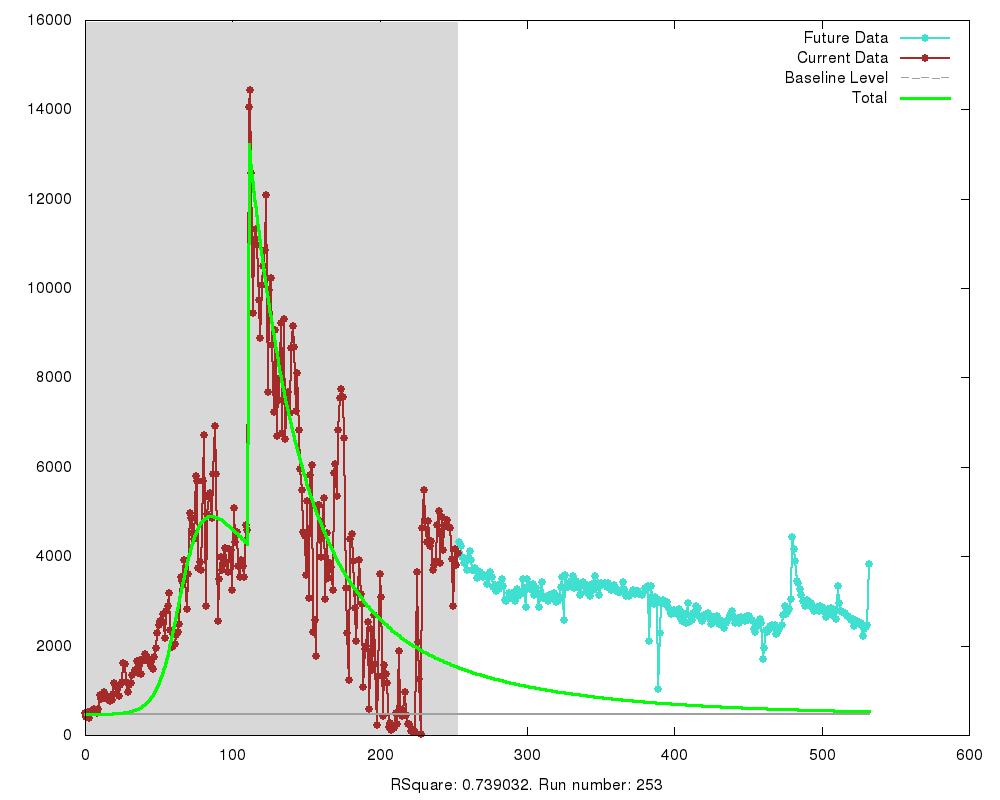 16000
14000
12000
10000
8000
6000
4000
2000
0
Future Data
Current Data
Baseline Level
Total
0 100 200 300 400 500 600
RSquare: 0.739032. Run number: 253